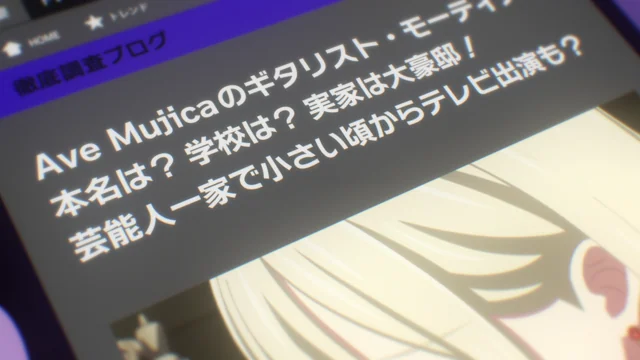 HOME
トレンド
徹底調査ブログ
Ave Mujicaのギタリスト・モーティ
本名は？ 学校は？ 実家は大豪邸！
芸能人一家で小さい頃からテレビ出演も？